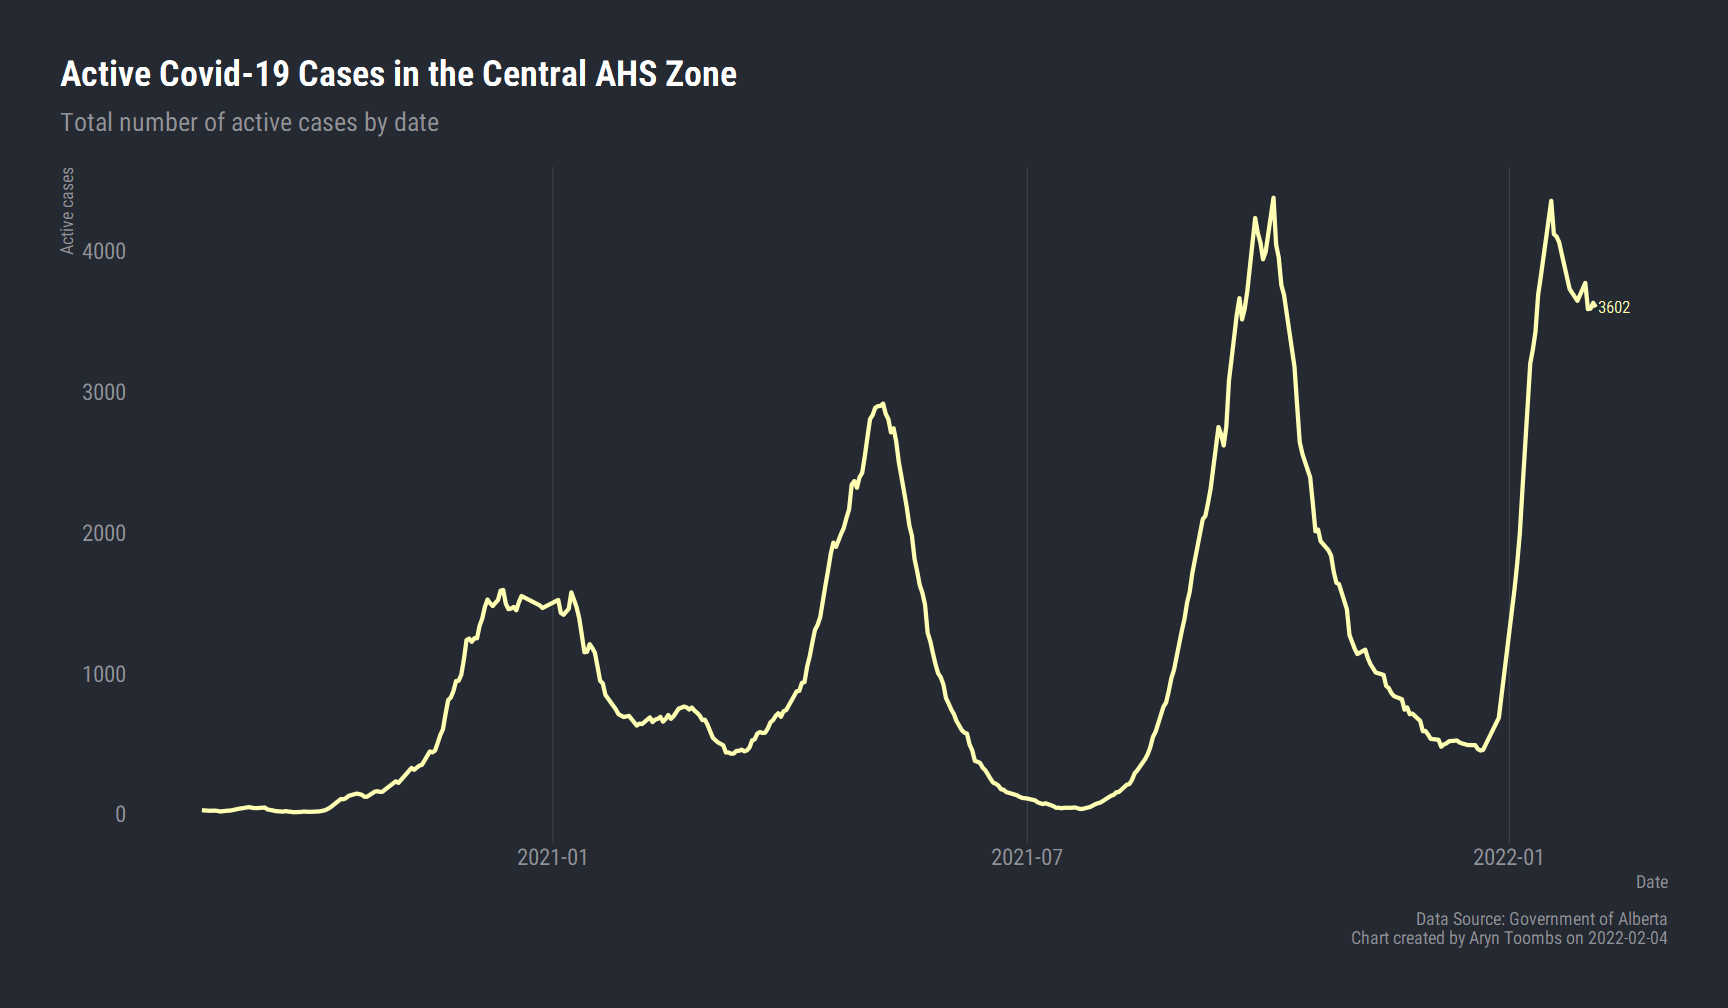 Active Covid-19 Cases in the Central AHS Zone
Total number of active cases by date
Active cases
4000
3000
2000
1000
0
3602
2021-01
2021-07
2022-01
Date
Data Source: Government of Alberta
Chart created by Aryn Toombs on 2022-02-04